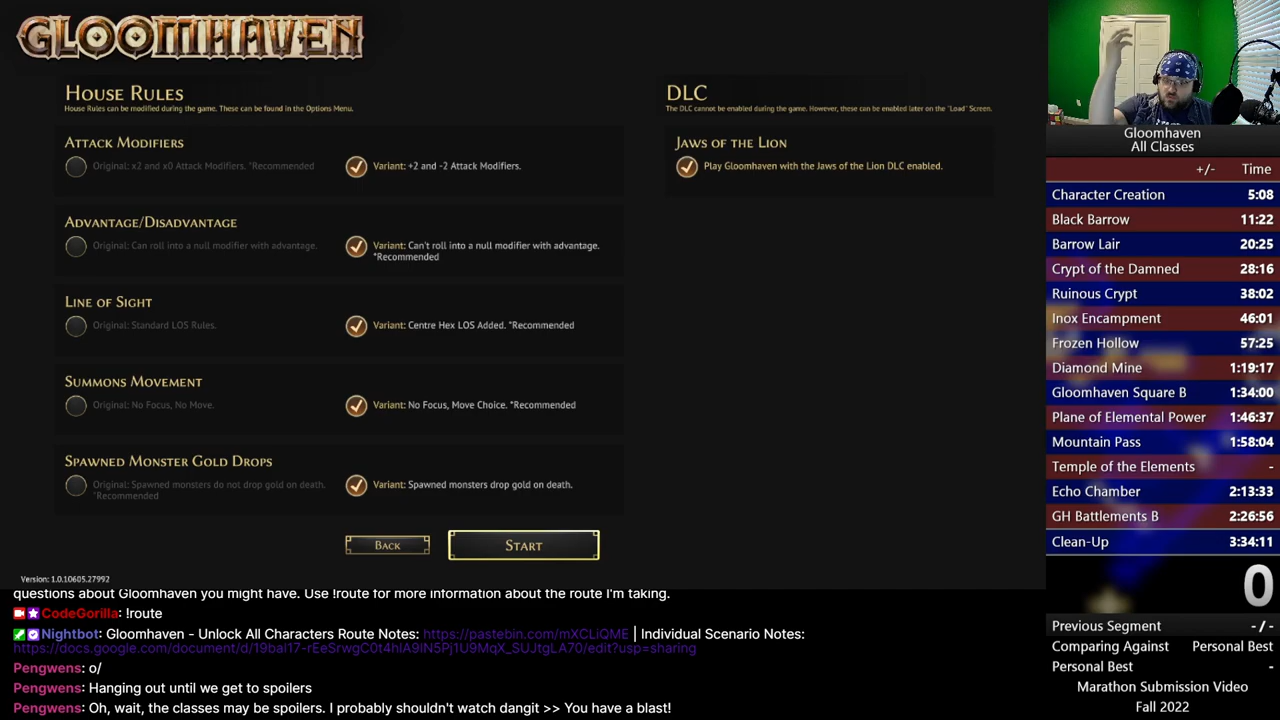 GLOOMHAVEN
HOUSE RULES
House Rules can be modified during the game. These can be found in the Options Menu.
ATTACK MODIFIERS
Original: x2 and x0 Attack Modifiers. *Recommended
Variant: +2 and -2 Attack Modifiers.
ADVANTAGE/DISADVANTAGE
Original: Can roll into a null modifier with advantage.
Variant: Can't roll into a null modifier with advantage.
*Recommended
LINE OF SIGHT
Original: Standard LOS Rules.
Variant: Centre Hex LOS Added. *Recommended
SUMMONS MOVEMENT
Original: No Focus, No Move.
Variant: No Focus, Move Choice. *Recommended
SPAWNED MONSTER GOLD DROPS
Original: Spawned monsters do not drop gold on death.
*Recommended
Variant: Spawned monsters drop gold on death.
BACK
START
Version: 1.0.10605.27992
DLC
The DLC cannot be enabled during the game. However, these can be enabled later on the "Load" Screen.
JAWS OF THE LION
Play Gloomhaven with the Jaws of the Lion DLC enabled.
questions about Gloomhaven you might have. Use !route for more information about the route I'm taking.
CodeGorilla: !route
Nightbot: Gloomhaven - Unlock All Characters Route Notes: https://pastebin.com/mXCLiQME | Individual Scenario Notes:
https://docs.google.com/document/d/19bal17-rEeSrwgC0t4hIA9IN5Pj1U9MqX_SUJtgLA70/edit?usp=sharing
Pengwens: o/
Pengwens: Hanging out until we get to spoilers
Pengwens: Oh, wait, the classes may be spoilers. I probably shouldn't watch dangit >> You have a blast!
Gloomhaven
All Classes
+/- Time
Character Creation 5:08
Black Barrow 11:22
Barrow Lair 20:25
Crypt of the Damned 28:16
Ruinous Crypt 38:02
Inox Encampment 46:01
Frozen Hollow 57:25
Diamond Mine 1:19:17
Gloomhaven Square B 1:34:00
Plane of Elemental Power 1:46:37
Mountain Pass 1:58:04
Temple of the Elements -
Echo Chamber 2:13:33
GH Battlements B 2:26:56
Clean-Up 3:34:11
0
Previous Segment - / -
Comparing Against Personal Best
Personal Best -
Marathon Submission Video
Fall 2022